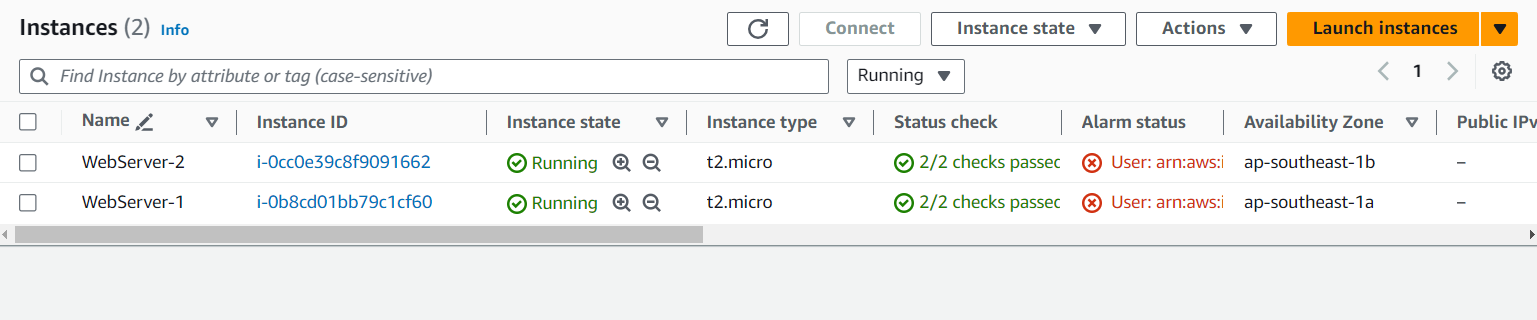 Instances (2) Info Connect Instance state Actions Launch instances
Find Instance by attribute or tag (case-sensitive) Running 1
Name Instance ID Instance state Instance type Status check Alarm status Availability Zone Public IPv
WebServer-2 i-0cc0e39c8f9091662 Running t2.micro 2/2 checks passed User: arn:aws:i ap-southeast-1b –
WebServer-1 i-0b8cd01bb79c1cf60 Running t2.micro 2/2 checks passed User: arn:aws:i ap-southeast-1a –